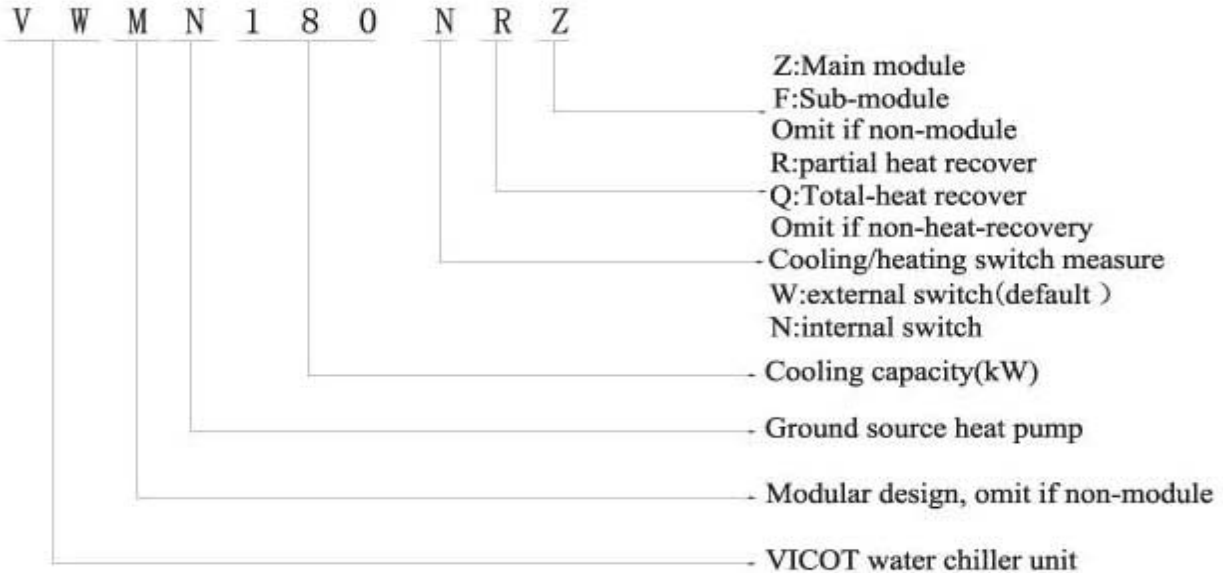 V W M N 1 8 0 N R Z
Z:Main module
F:Sub-module
Omit if non-module
R:partial heat recover
Q:Total-heat recover
Omit if non-heat-recovery
Cooling/heating switch measure
W:external switch(default )
N:internal switch
Cooling capacity(kW)
Ground source heat pump
Modular design, omit if non-module
VICOT water chiller unit